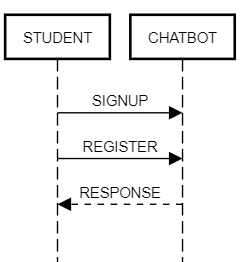 STUDENT
CHATBOT
SIGNUP
REGISTER
RESPONSE